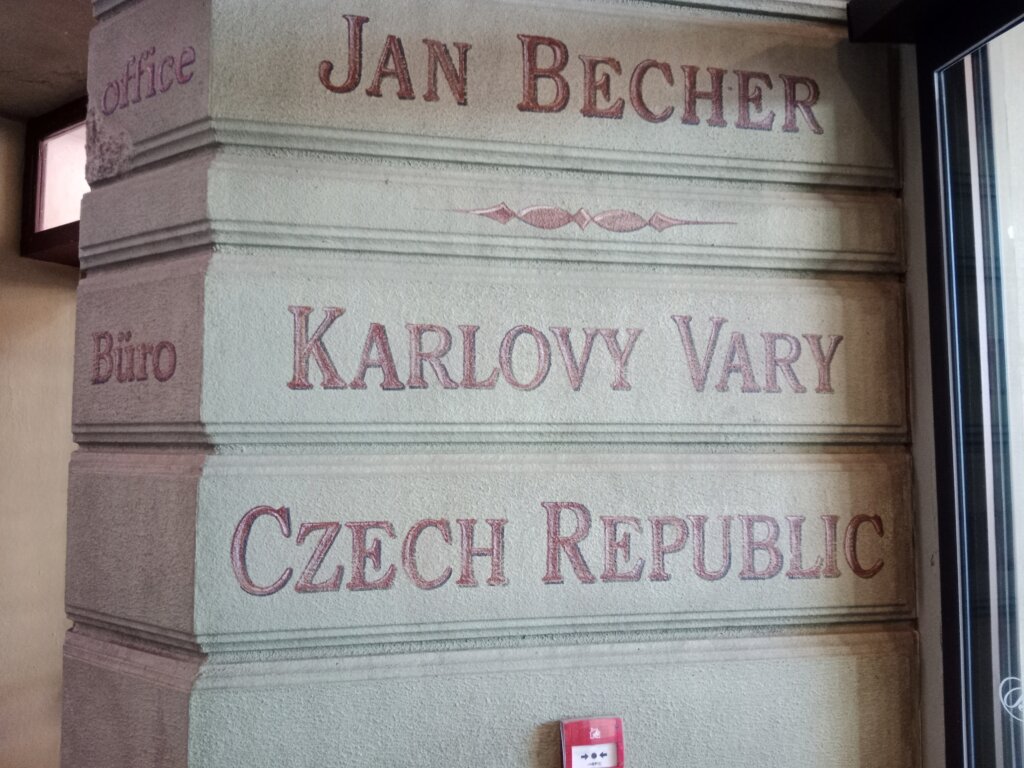 office
JAN BECHER
Büro
KARLOVY VARY
CZECH REPUBLIC